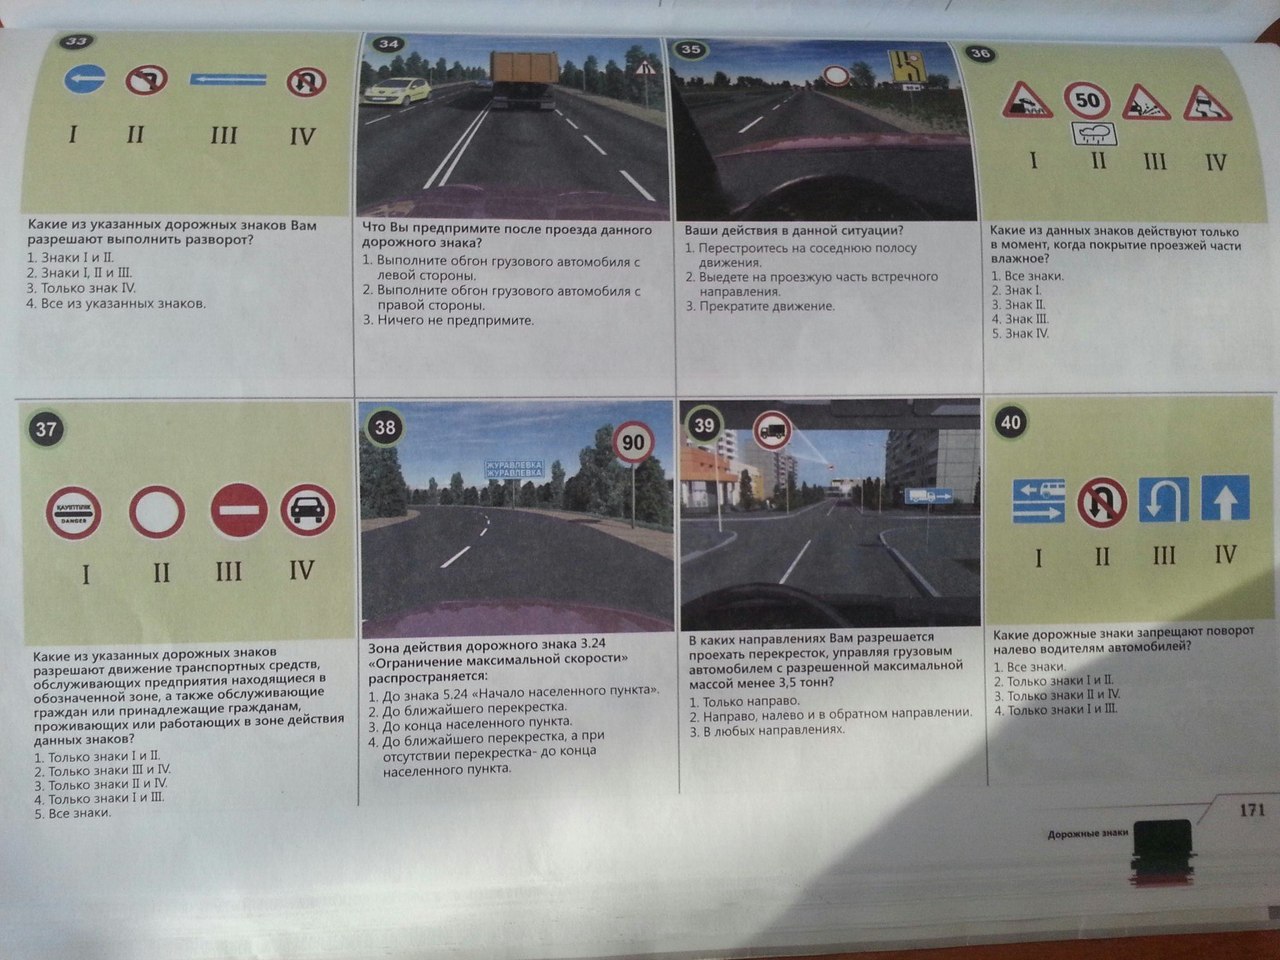 33
I II III IV
Какие из указанных дорожных знаков Вам
разрешают выполнить разворот?
1. Знаки I и II.
2. Знаки I, II и III.
3. Только знак IV.
4. Все из указанных знаков.
34
Что Вы предпримите после проезда данного
дорожного знака?
1. Выполните обгон грузового автомобиля с
левой стороны.
2. Выполните обгон грузового автомобиля с
правой стороны.
3. Ничего не предпримите.
35
Ваши действия в данной ситуации?
1. Перестроитесь на соседнюю полосу
движения.
2. Выедете на проезжую часть встречного
направления.
3. Прекратите движение.
36
50
I II III IV
Какие из данных знаков действуют только
в момент, когда покрытие проезжей части
влажное?
1. Все знаки.
2. Знак I.
3. Знак II.
4. Знак III.
5. Знак IV.
37
DANGER
I II III IV
Какие из указанных дорожных знаков
разрешают движение транспортных средств,
обслуживающих предприятия находящиеся в
обозначенной зоне, а также обслуживающие
граждан или принадлежащие гражданам,
проживающих или работающих в зоне действия
данных знаков?
1. Только знаки I и II.
2. Только знаки III и IV.
3. Только знаки II и IV.
4. Только знаки I и III.
5. Все знаки.
38
90
ЖУРАВЛЕВКА
ЖУРАВЛЕВКА
Зона действия дорожного знака 3.24
«Ограничение максимальной скорости»
распространяется:
1. До знака 5.24 «Начало населенного пункта».
2. До ближайшего перекрестка.
3. До конца населенного пункта.
4. До ближайшего перекрестка, а при
отсутствии перекрестка- до конца
населенного пункта.
39
В каких направлениях Вам разрешается
проехать перекресток, управляя грузовым
автомобилем с разрешенной максимальной
массой менее 3,5 тонн?
1. Только направо.
2. Направо, налево и в обратном направлении.
3. В любых направлениях.
40
I II III IV
Какие дорожные знаки запрещают поворот
налево водителям автомобилей?
1. Все знаки.
2. Только знаки I и II.
3. Только знаки II и IV.
4. Только знаки I и III.
Дорожные знаки
171